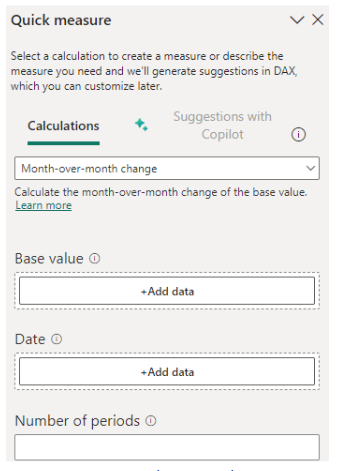 Quick measure
Select a calculation to create a measure or describe the
measure you need and we'll generate suggestions in DAX,
which you can customize later.
Calculations
Suggestions with
Copilot
Month-over-month change
Calculate the month-over-month change of the base value.
Learn more
Base value
+Add data
Date
+Add data
Number of periods